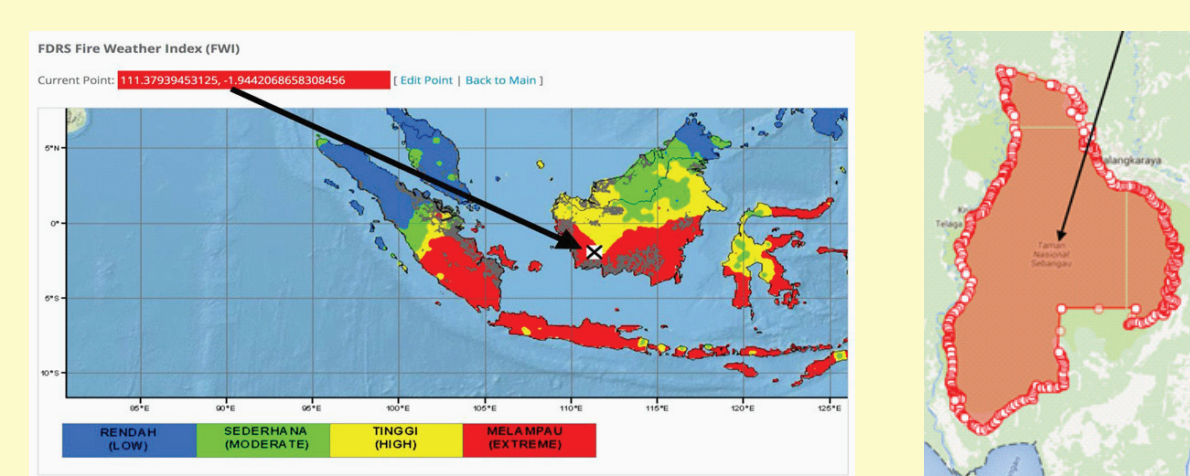 FDRS Fire Weather Index (FWI)
Current Point: 111.37939453125, -1.9442068658308456 [ Edit Point | Back to Main ]
5°N
0°
5°S
10°S
85°E
90°E
95°E
100°E
105°E
110°E
115°E
120°E
125°E
RENDAH
(LOW)
SEDERHANA
(MODERATE)
TINGGI
(HIGH)
MELAMPAU
(EXTREME)
alangkaraya
Telaga
Taman
Nasional
Sebangau